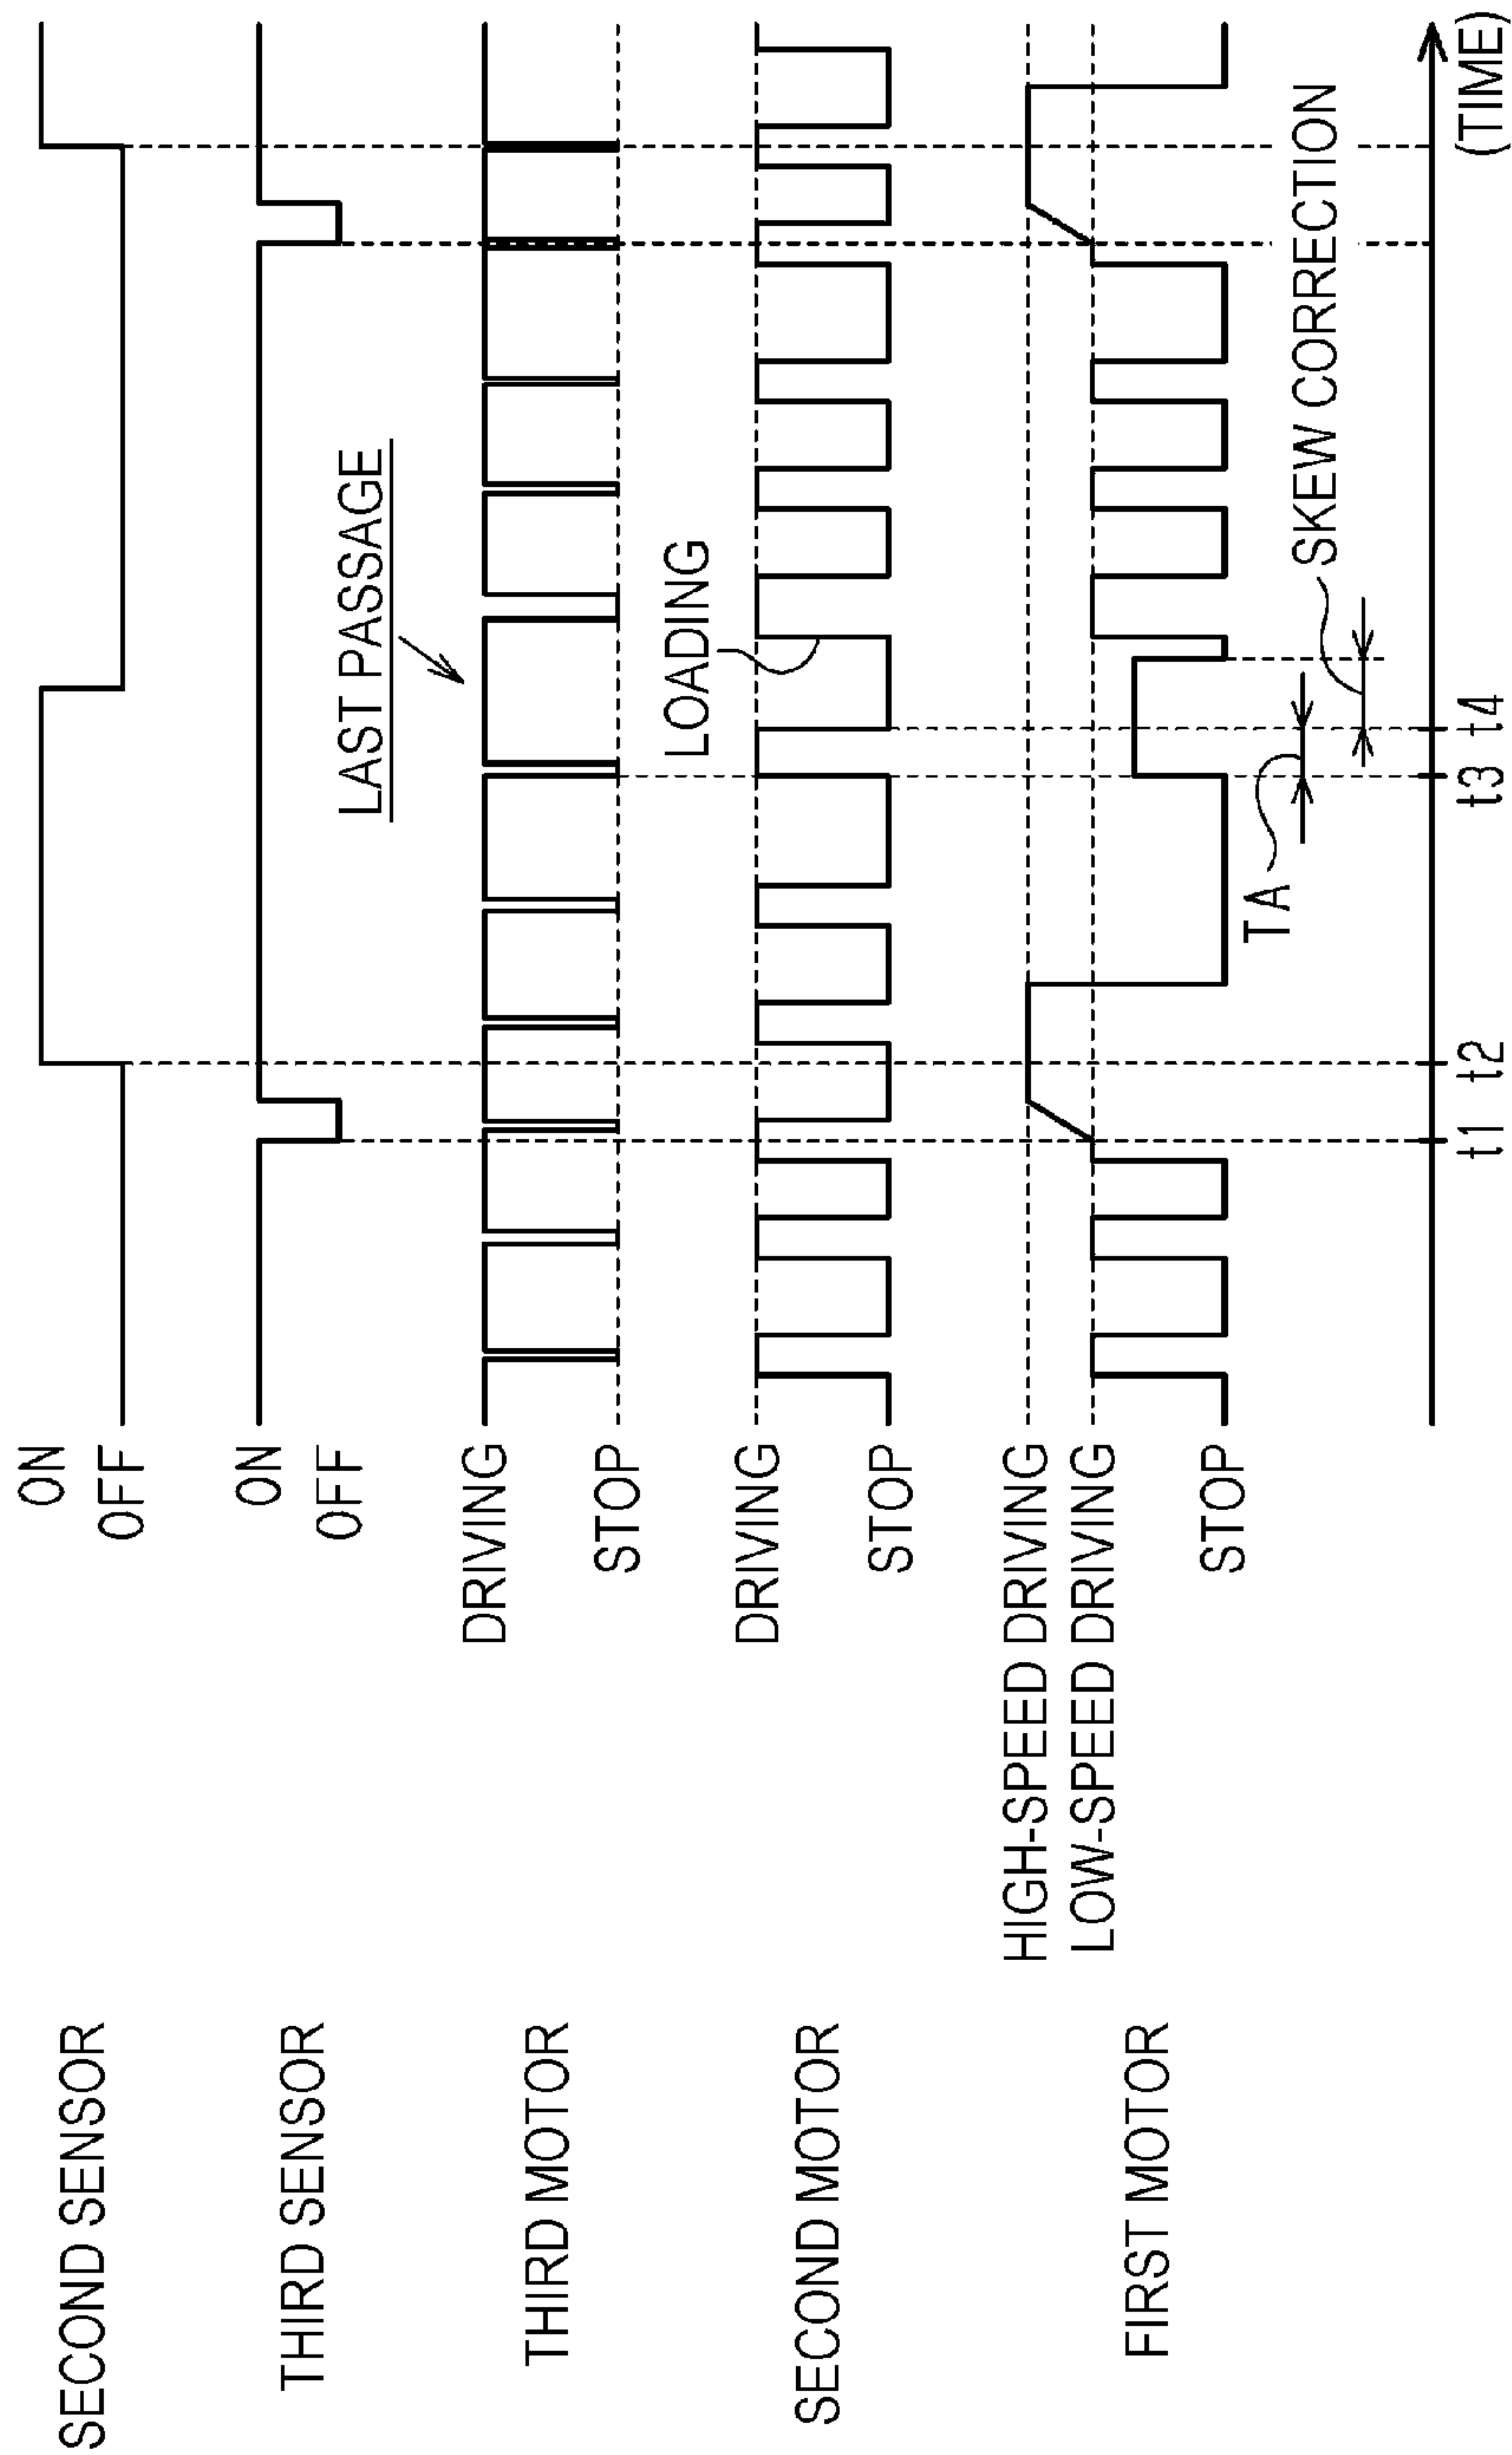 SECOND SENSOR
ON
OFF
THIRD SENSOR
ON
OFF
LAST PASSAGE
THIRD MOTOR
DRIVING
STOP
LOADING
SECOND MOTOR
DRIVING
STOP
FIRST MOTOR
HIGH-SPEED DRIVING
LOW-SPEED DRIVING
STOP
TA
SKEW CORRECTION
t1 t2 t3 t4 (TIME)